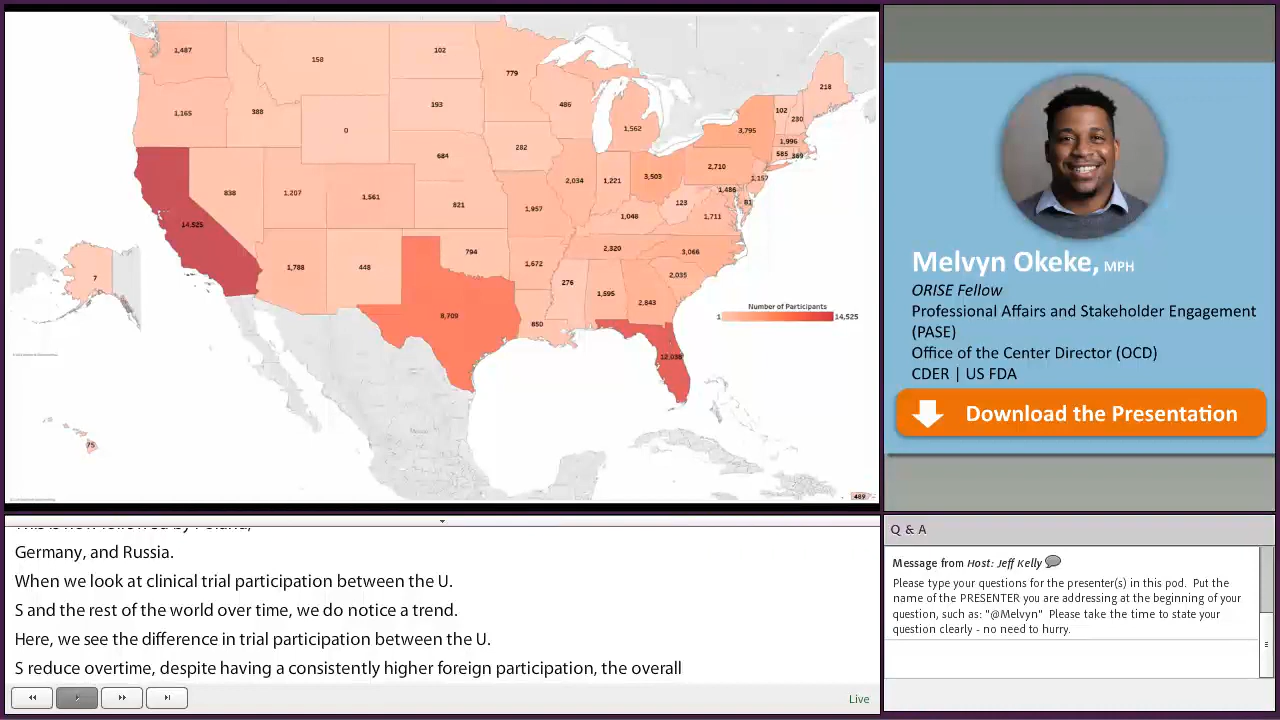 1,487
158
102
779
218
1,165
388
0
193
486
1,562
3,795
102
230
1,996
585
389
282
684
2,710
1,157
838
1,207
1,561
821
2,034
1,221
3,503
1,486
81
123
1,957
1,048
1,711
14,525
1,788
448
794
1,672
2,320
3,066
2,035
276
1,595
2,843
7
8,709
850
12,038
75
489
Number of Participants
1
14,525
Melvyn Okeke, MPH
ORISE Fellow
Professional Affairs and Stakeholder Engagement
(PASE)
Office of the Center Director (OCD)
CDER | US FDA
Download the Presentation
Germany, and Russia.
When we look at clinical trial participation between the U.
S and the rest of the world over time, we do notice a trend.
Here, we see the difference in trial participation between the U.
S reduce overtime, despite having a consistently higher foreign participation, the overall
Live
Q & A
Message from Host: Jeff Kelly
Please type your questions for the presenter(s) in this pod. Put the
name of the PRESENTER you are addressing at the beginning of your
question, such as: "@Melvyn" Please take the time to state your
question clearly - no need to hurry.